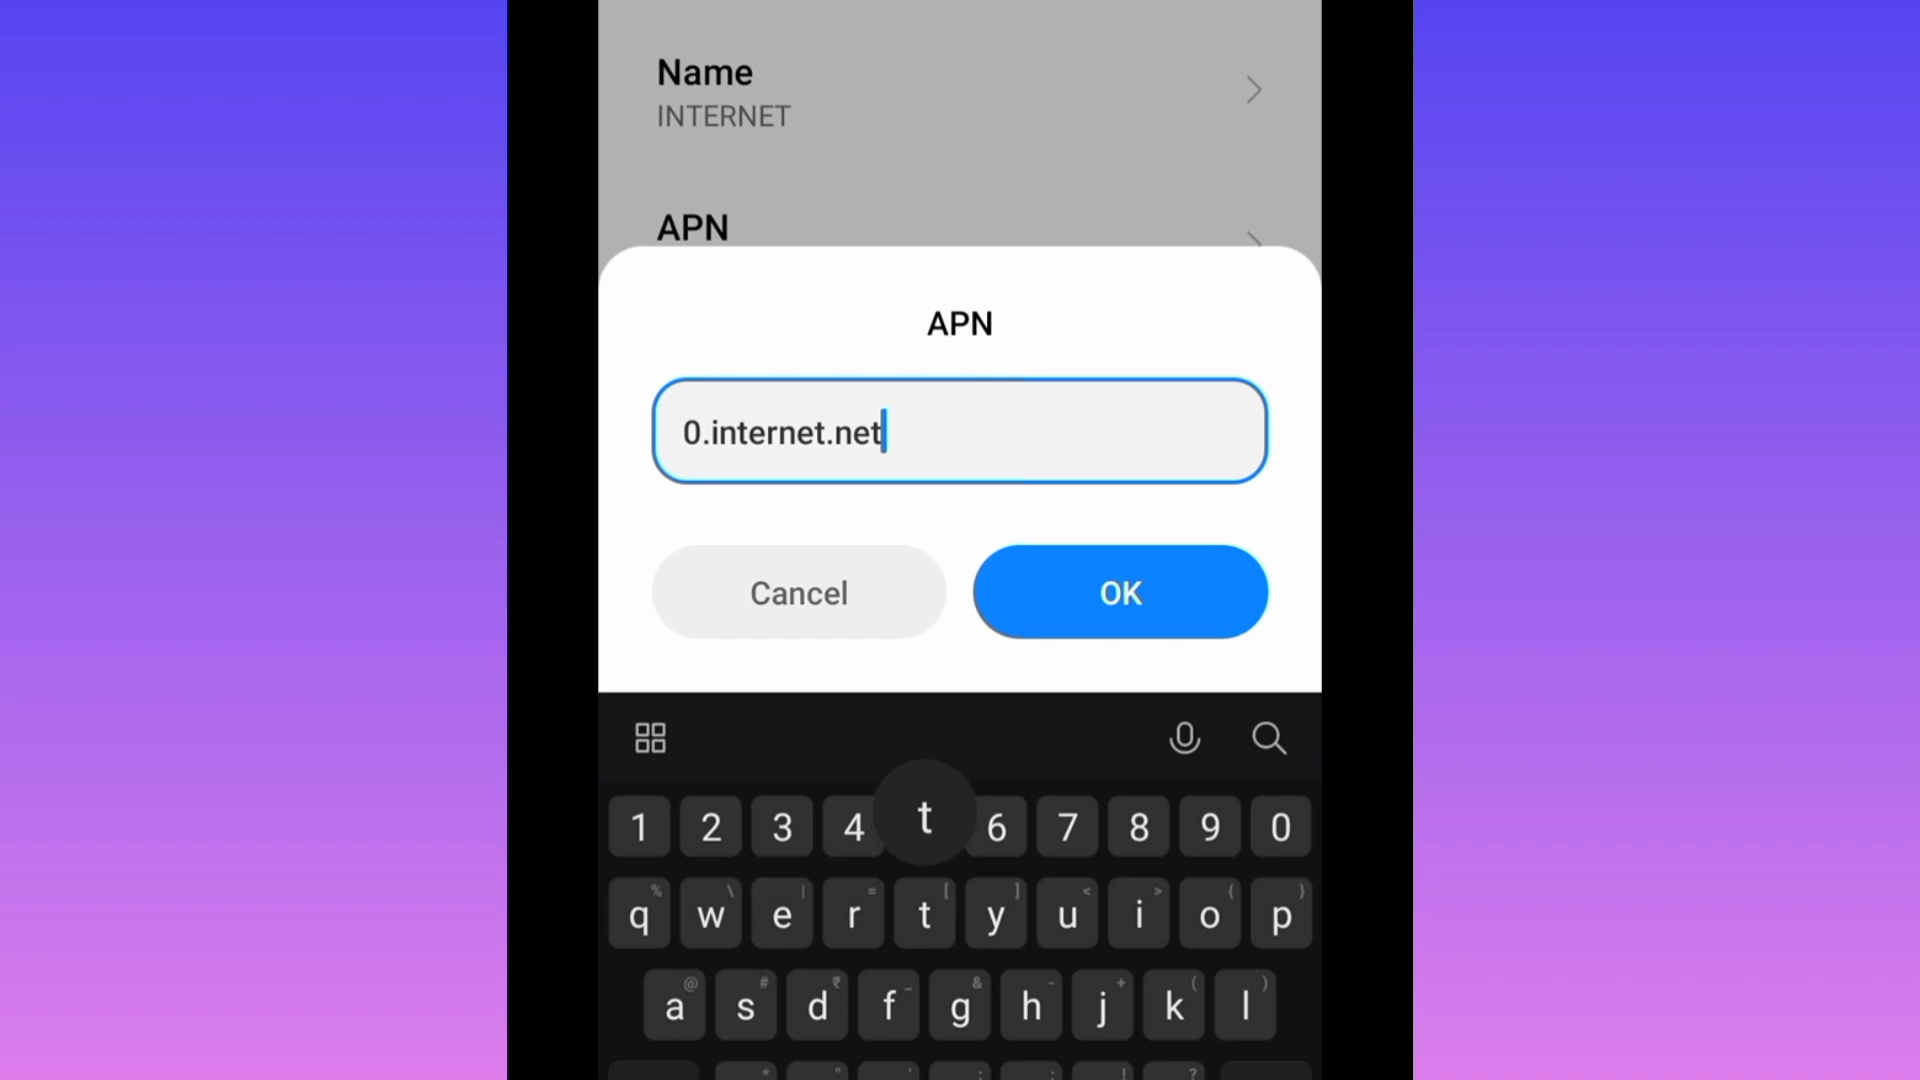 Name
INTERNET
APN
APN
0.internet.net
Cancel
OK
1 2 3 4 t 6 7 8 9 0
% \ | = [ ] < > { }
q w e r t y u i o p
@ # ₹ _ & - + ( )
a s d f g h j k l
* " ' : ; ! ?